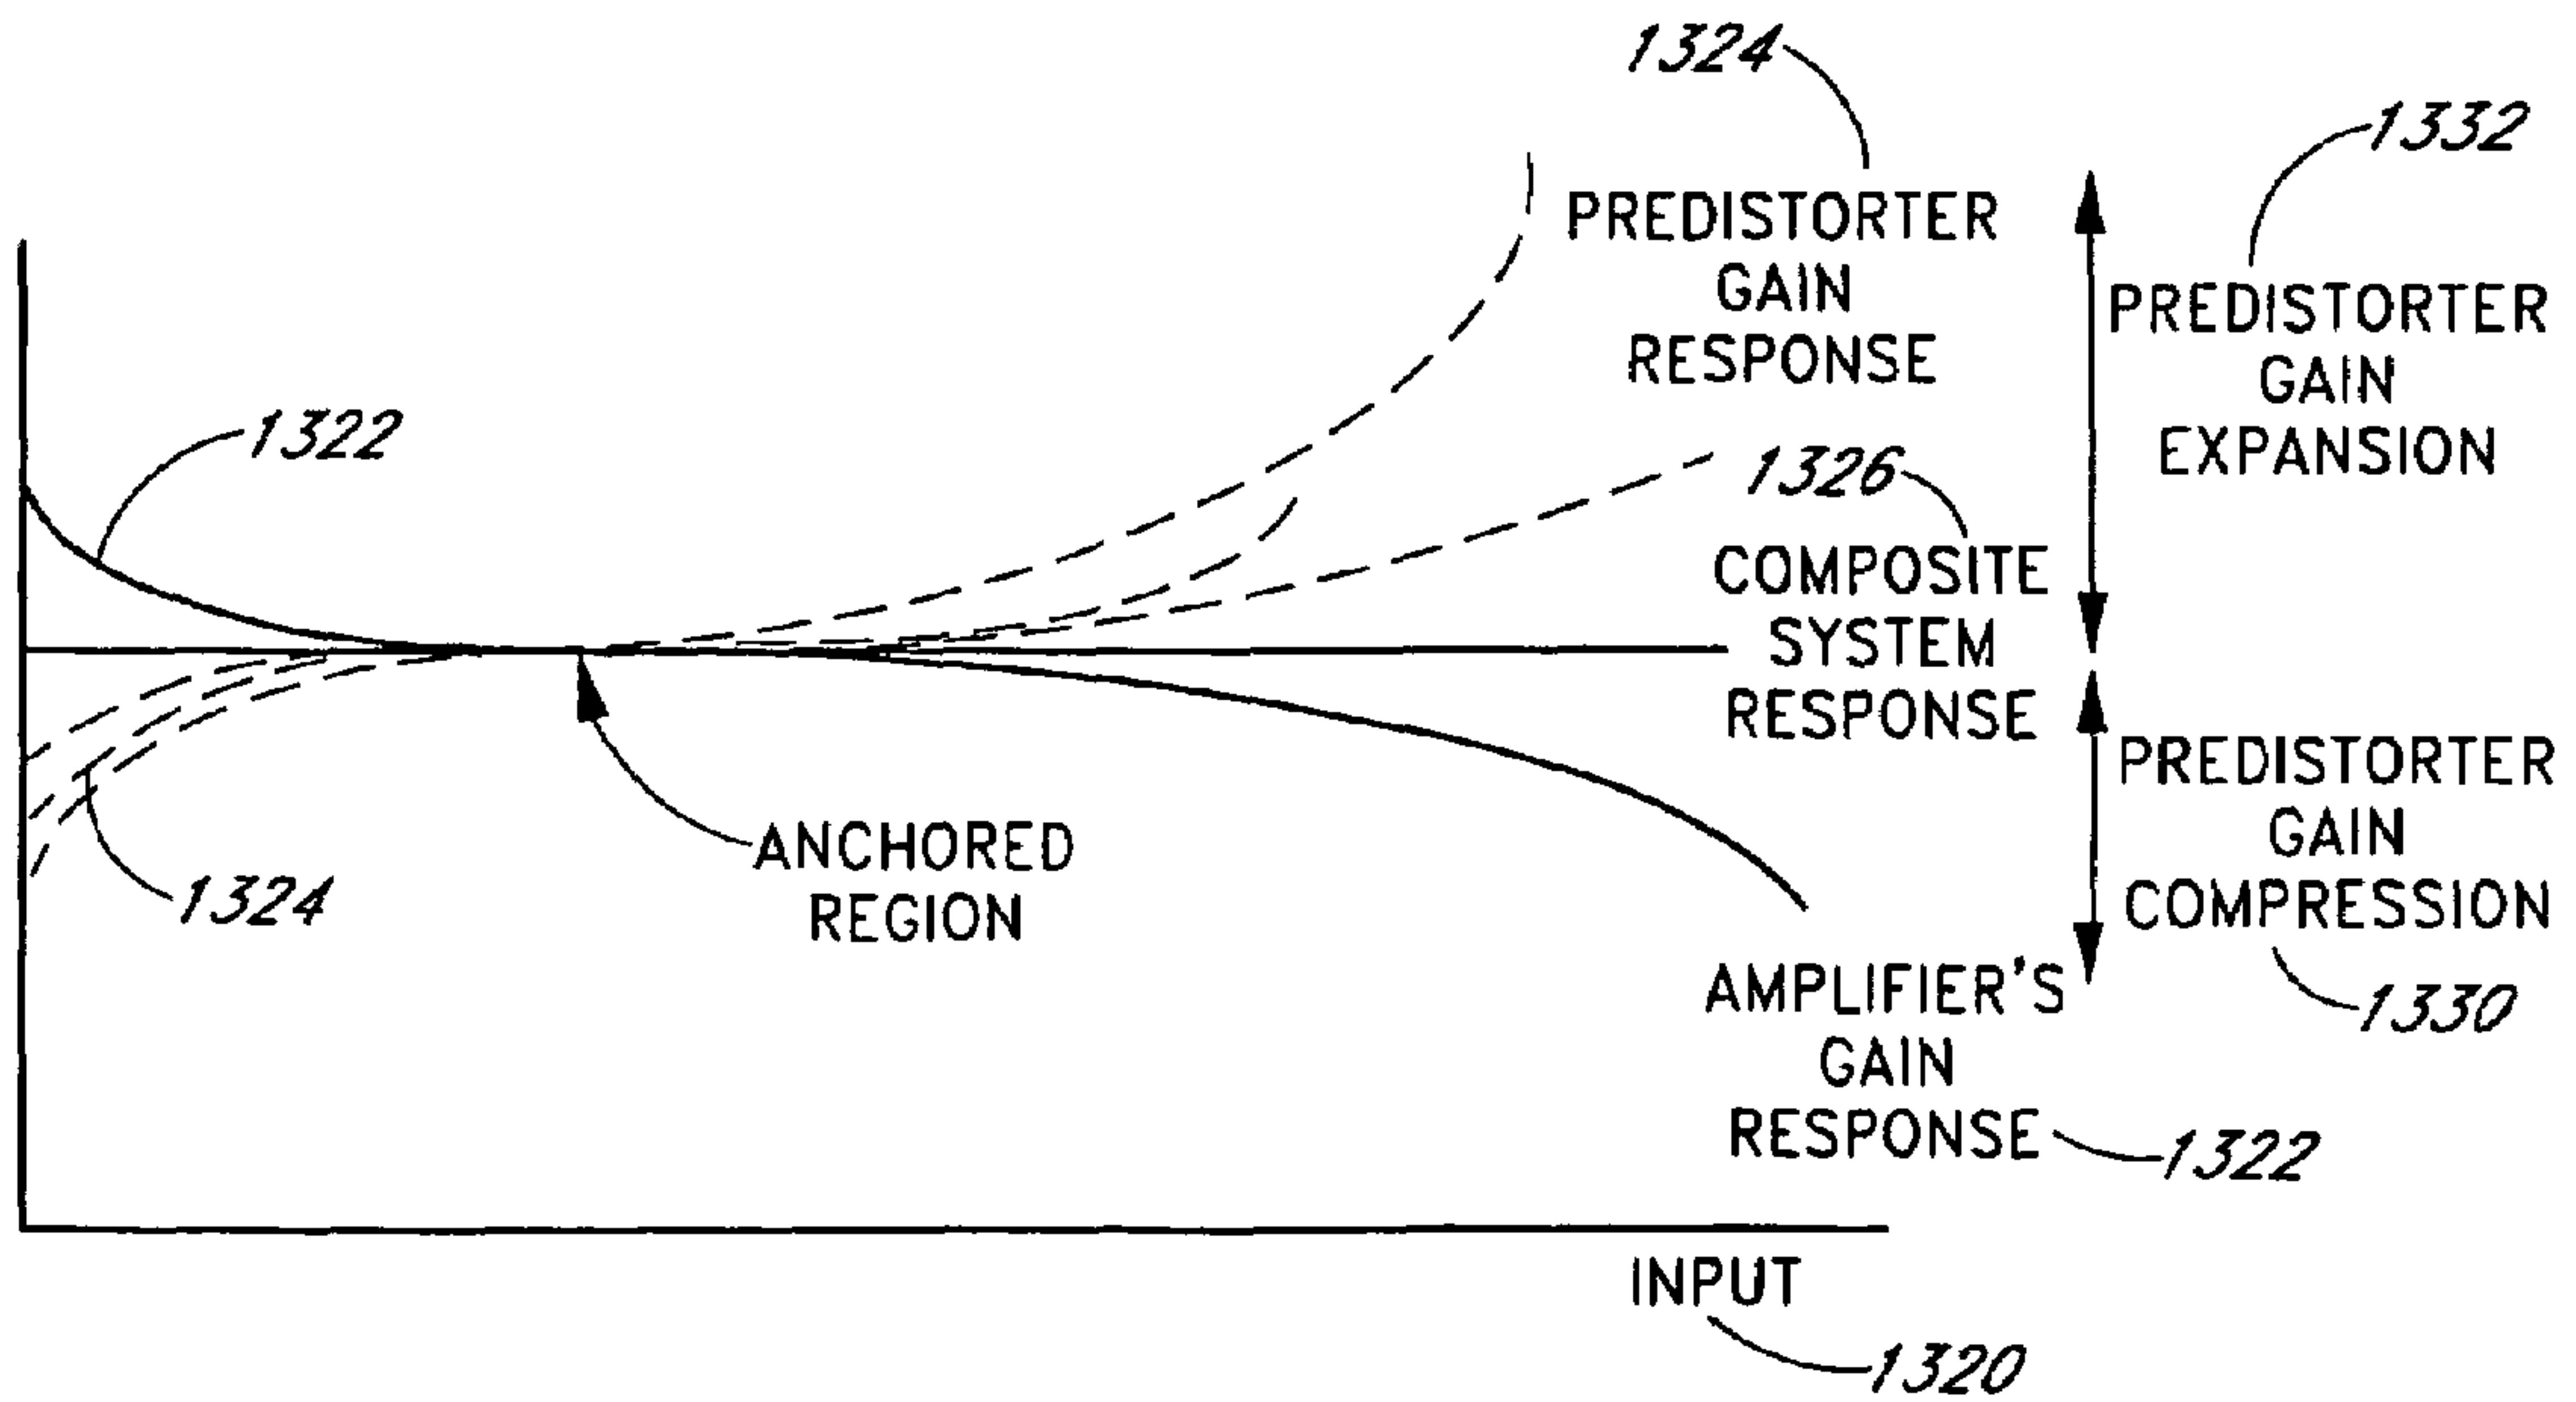 1324
PREDISTORTER
GAIN
RESPONSE
1332
PREDISTORTER
GAIN
EXPANSION
1322
1326
COMPOSITE
SYSTEM
RESPONSE
1324
ANCHORED
REGION
PREDISTORTER
GAIN
COMPRESSION
1330
AMPLIFIER'S
GAIN
RESPONSE
1322
INPUT
1320